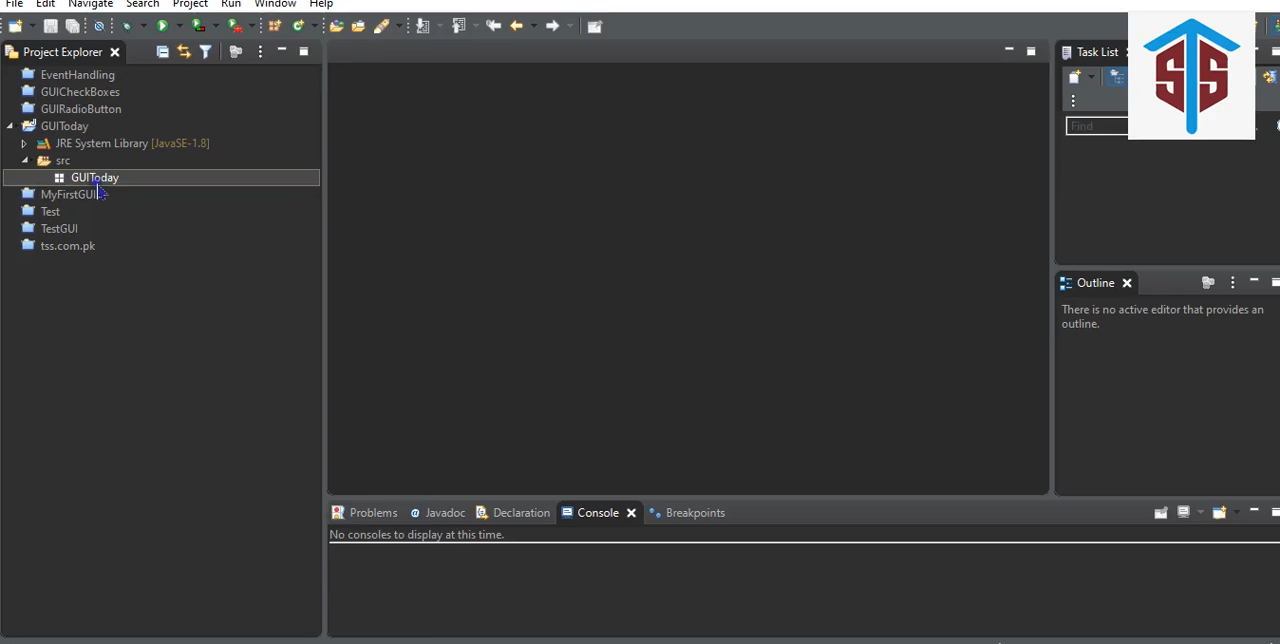 File Edit Navigate Search Project Run Window Help
Project Explorer
EventHandling
GUICheckBoxes
GUIRadioButton
GUIToday
JRE System Library [JavaSE-1.8]
src
GUIToday
MyFirstGUI
Test
TestGUI
tss.com.pk
Task List
Find
STS
Outline
There is no active editor that provides an
outline.
Problems Javadoc Declaration Console Breakpoints
No consoles to display at this time.